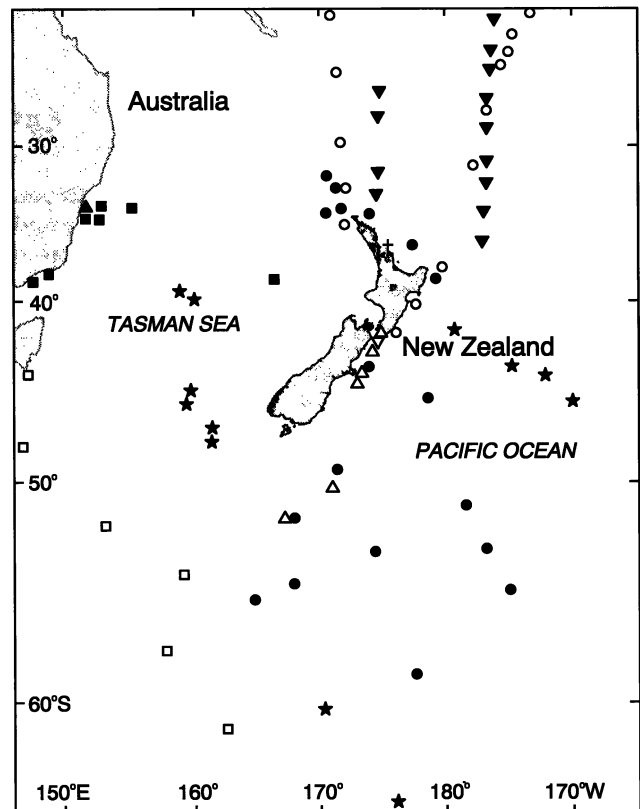 Australia
30°
40°
TASMAN SEA
New Zealand
PACIFIC OCEAN
50°
60°S
150°E 160° 170° 180° 170°W